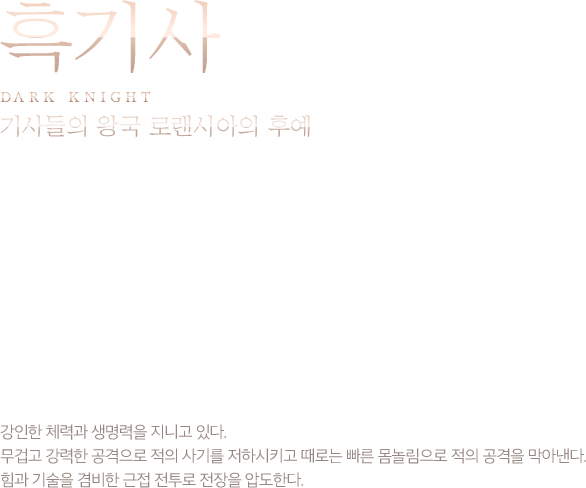 흑기사
DARK KNIGHT
기사들의 왕국 로랜시아의 후예
강인한 체력과 생명력을 지니고 있다.
무겁고 강력한 공격으로 적의 사기를 저하시키고 때로는 빠른 몸놀림으로 적의 공격을 막아낸다.
힘과 기술을 겸비한 근접 전투로 전장을 압도한다.